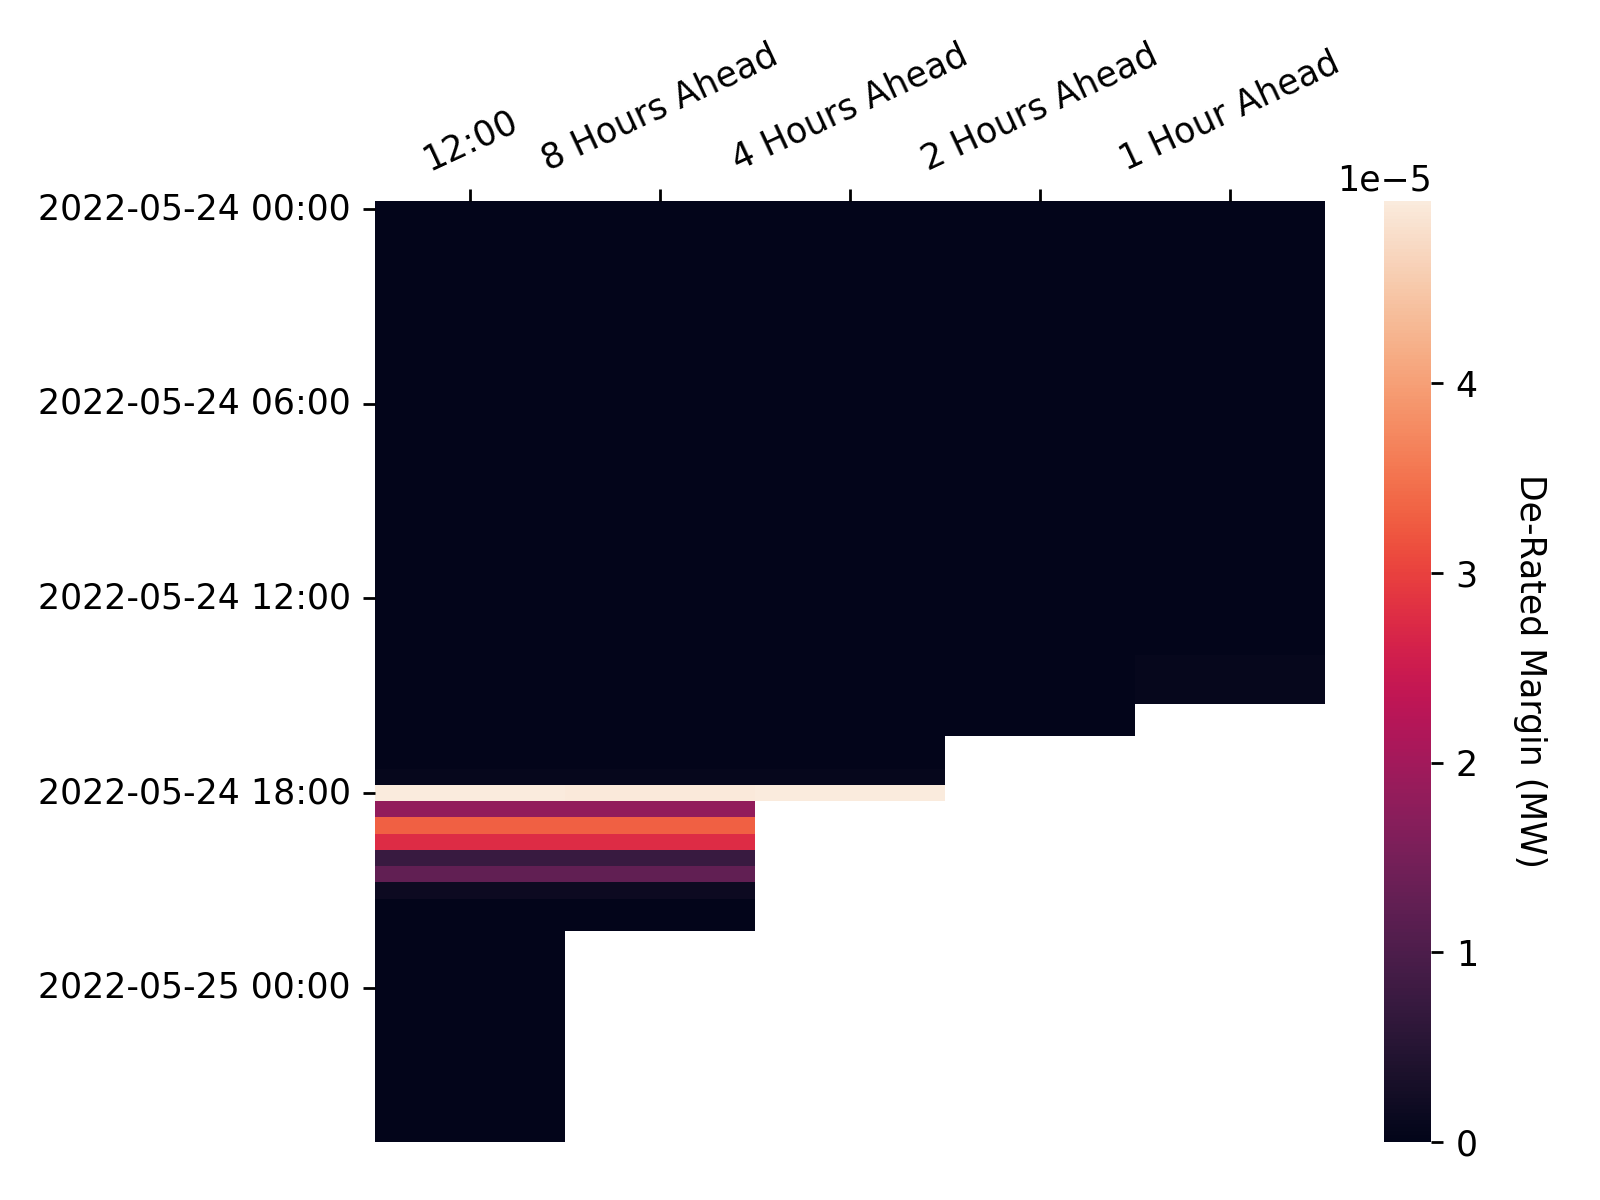 12:00
8 Hours Ahead
4 Hours Ahead
2 Hours Ahead
1 Hour Ahead
1e−5
2022-05-24 00:00
2022-05-24 06:00
2022-05-24 12:00
2022-05-24 18:00
2022-05-25 00:00
4
3
2
1
0
De-Rated Margin (MW)